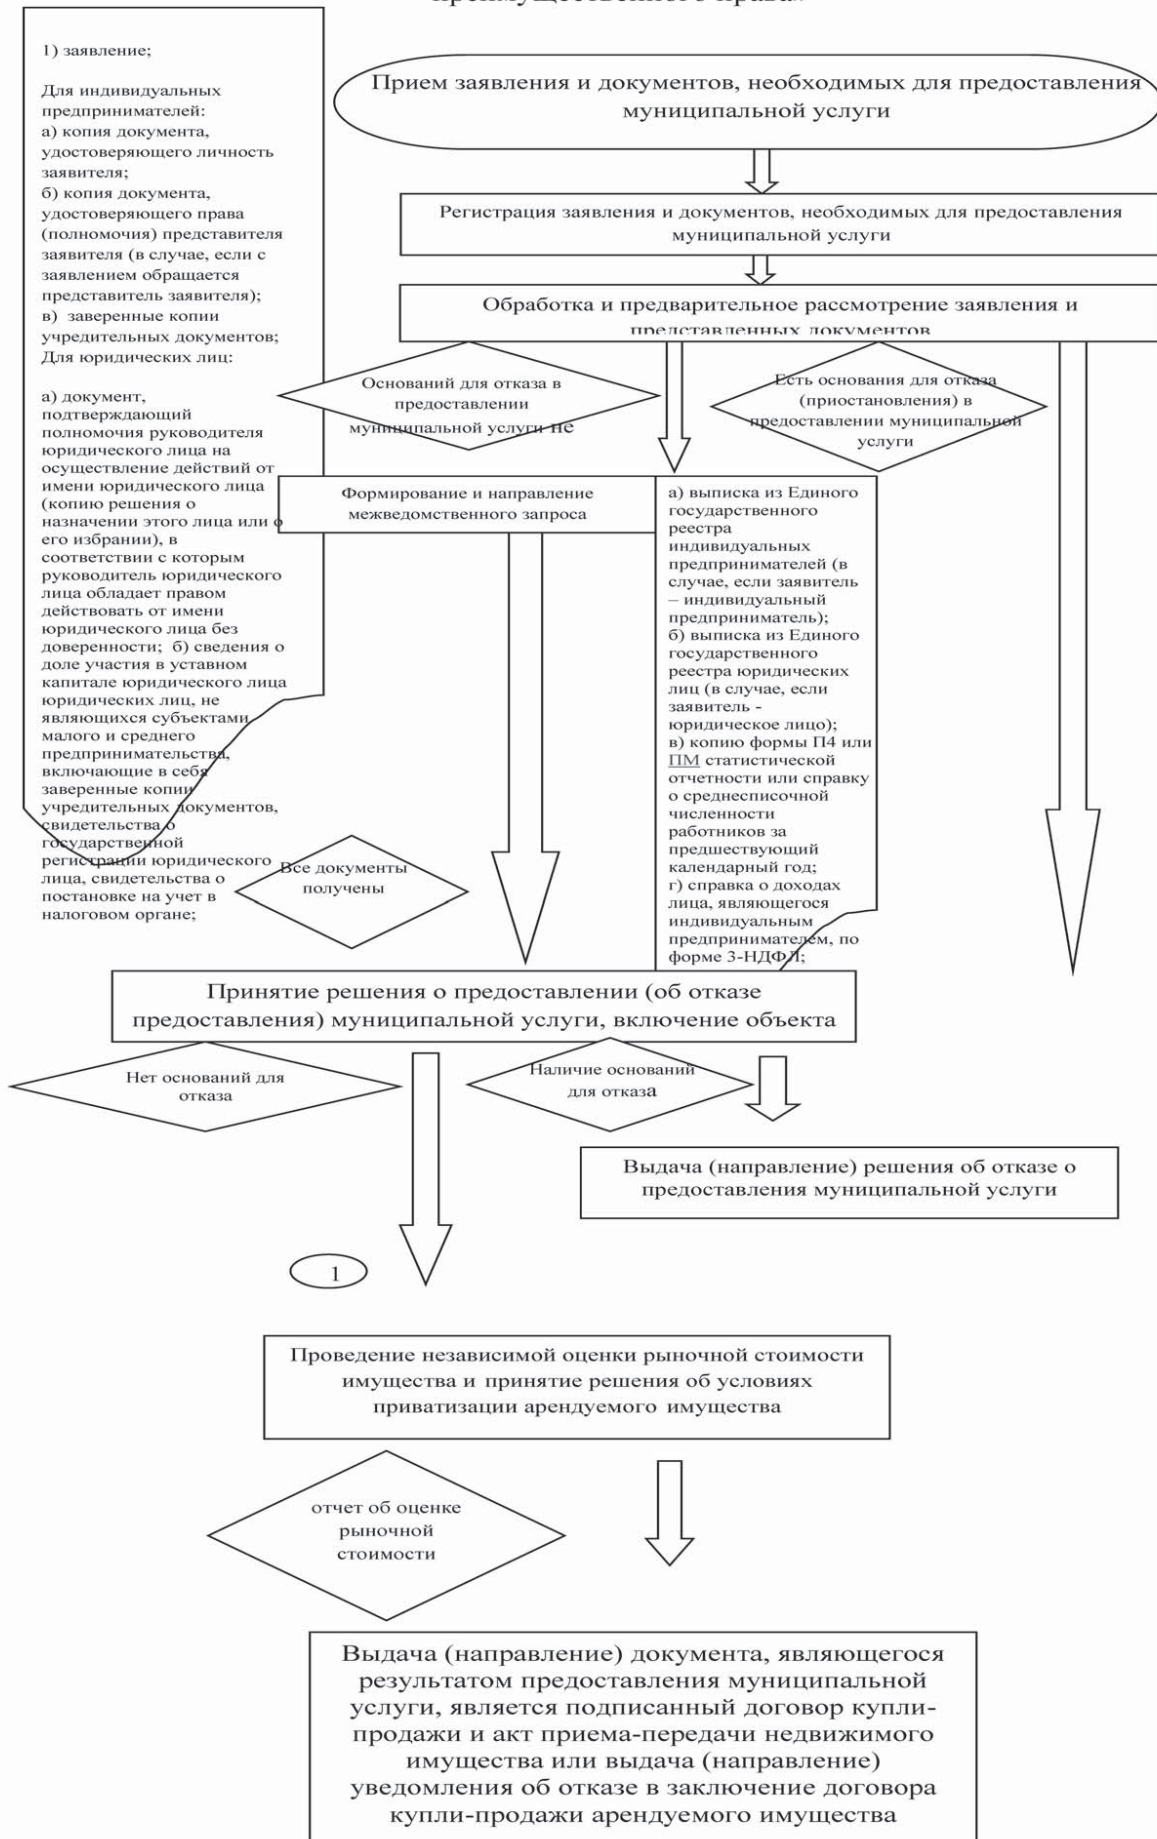 преимущественного права»
1) заявление;
Для индивидуальных
предпринимателей:
а) копия документа,
удостоверяющего личность
заявителя;
б) копия документа,
удостоверяющего права
(полномочия) представителя
заявителя (в случае, если с
заявлением обращается
представитель заявителя);
в) заверенные копии
учредительных документов;
Для юридических лиц:
а) документ,
подтверждающий
полномочия руководителя
юридического лица на
осуществление действий от
имени юридического лица
(копию решения о
назначении этого лица или о
его избрании), в
соответствии с которым
руководитель юридического
лица обладает правом
действовать от имени
юридического лица без
доверенности; б) сведения о
доле участия в уставном
капитале юридического лица
юридических лиц, не
являющихся субъектами
малого и среднего
предпринимательства,
включающие в себя
заверенные копии
учредительных документов,
свидетельства о
государственной
регистрации юридического
лица, свидетельства о
постановке на учет в
налоговом органе;
Прием заявления и документов, необходимых для предоставления
муниципальной услуги
Регистрация заявления и документов, необходимых для предоставления
муниципальной услуги
Обработка и предварительное рассмотрение заявления и
представленных документов
Оснований для отказа в
предоставлении
муниципальной услуги не
Есть основания для отказа
(приостановления) в
предоставлении муниципальной
услуги
Формирование и направление
межведомственного запроса
а) выписка из Единого
государственного
реестра
индивидуальных
предпринимателей (в
случае, если заявитель
– индивидуальный
предприниматель);
б) выписка из Единого
государственного
реестра юридических
лиц (в случае, если
заявитель -
юридическое лицо);
в) копию формы П4 или
ПМ статистической
отчетности или справку
о среднесписочной
численности
работников за
предшествующий
календарный год;
г) справка о доходах
лица, являющегося
индивидуальным
предпринимателем, по
форме 3-НДФЛ;
Все документы
получены
Принятие решения о предоставлении (об отказе
предоставления) муниципальной услуги, включение объекта
Нет оснований для
отказа
Наличие оснований
для отказа
Выдача (направление) решения об отказе о
предоставления муниципальной услуги
1
Проведение независимой оценки рыночной стоимости
имущества и принятие решения об условиях
приватизации арендуемого имущества
отчет об оценке
рыночной
стоимости
Выдача (направление) документа, являющегося
результатом предоставления муниципальной
услуги, является подписанный договор купли-
продажи и акт приема-передачи недвижимого
имущества или выдача (направление)
уведомления об отказе в заключение договора
купли-продажи арендуемого имущества